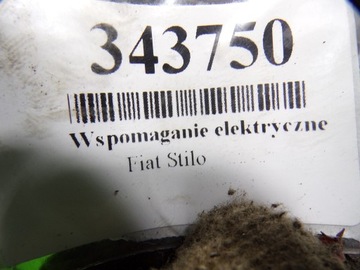 343750
Wspomaganie elektryczne
Fiat Stilo